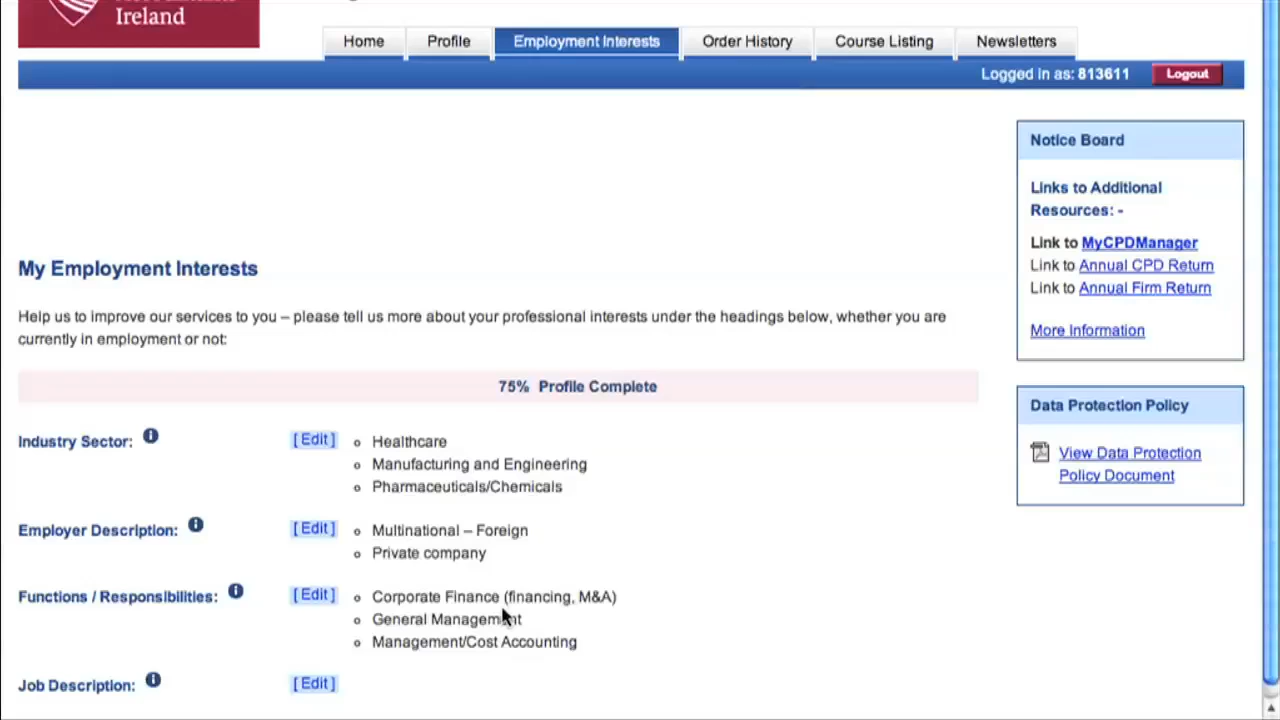 Ireland
Home
Profile
Employment Interests
Order History
Course Listing
Newsletters
Logged in as: 813611
Logout
Notice Board
Links to Additional
Resources: -
Link to MyCPDManager
Link to Annual CPD Return
Link to Annual Firm Return
More Information
My Employment Interests
Help us to improve our services to you – please tell us more about your professional interests under the headings below, whether you are
currently in employment or not:
75% Profile Complete
Data Protection Policy
View Data Protection
Policy Document
Industry Sector:
[ Edit ]
Healthcare
Manufacturing and Engineering
Pharmaceuticals/Chemicals
Employer Description:
[ Edit ]
Multinational – Foreign
Private company
Functions / Responsibilities:
[ Edit ]
Corporate Finance (financing, M&A)
General Management
Management/Cost Accounting
Job Description:
[ Edit ]